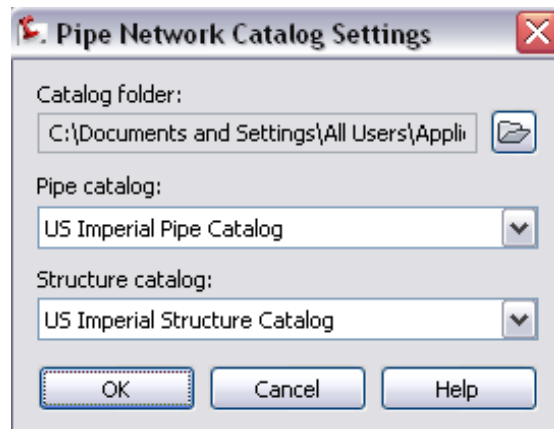 Pipe Network Catalog Settings
Catalog folder:
C:\Documents and Settings\All Users\Appli
Pipe catalog:
US Imperial Pipe Catalog
Structure catalog:
US Imperial Structure Catalog
OK Cancel Help